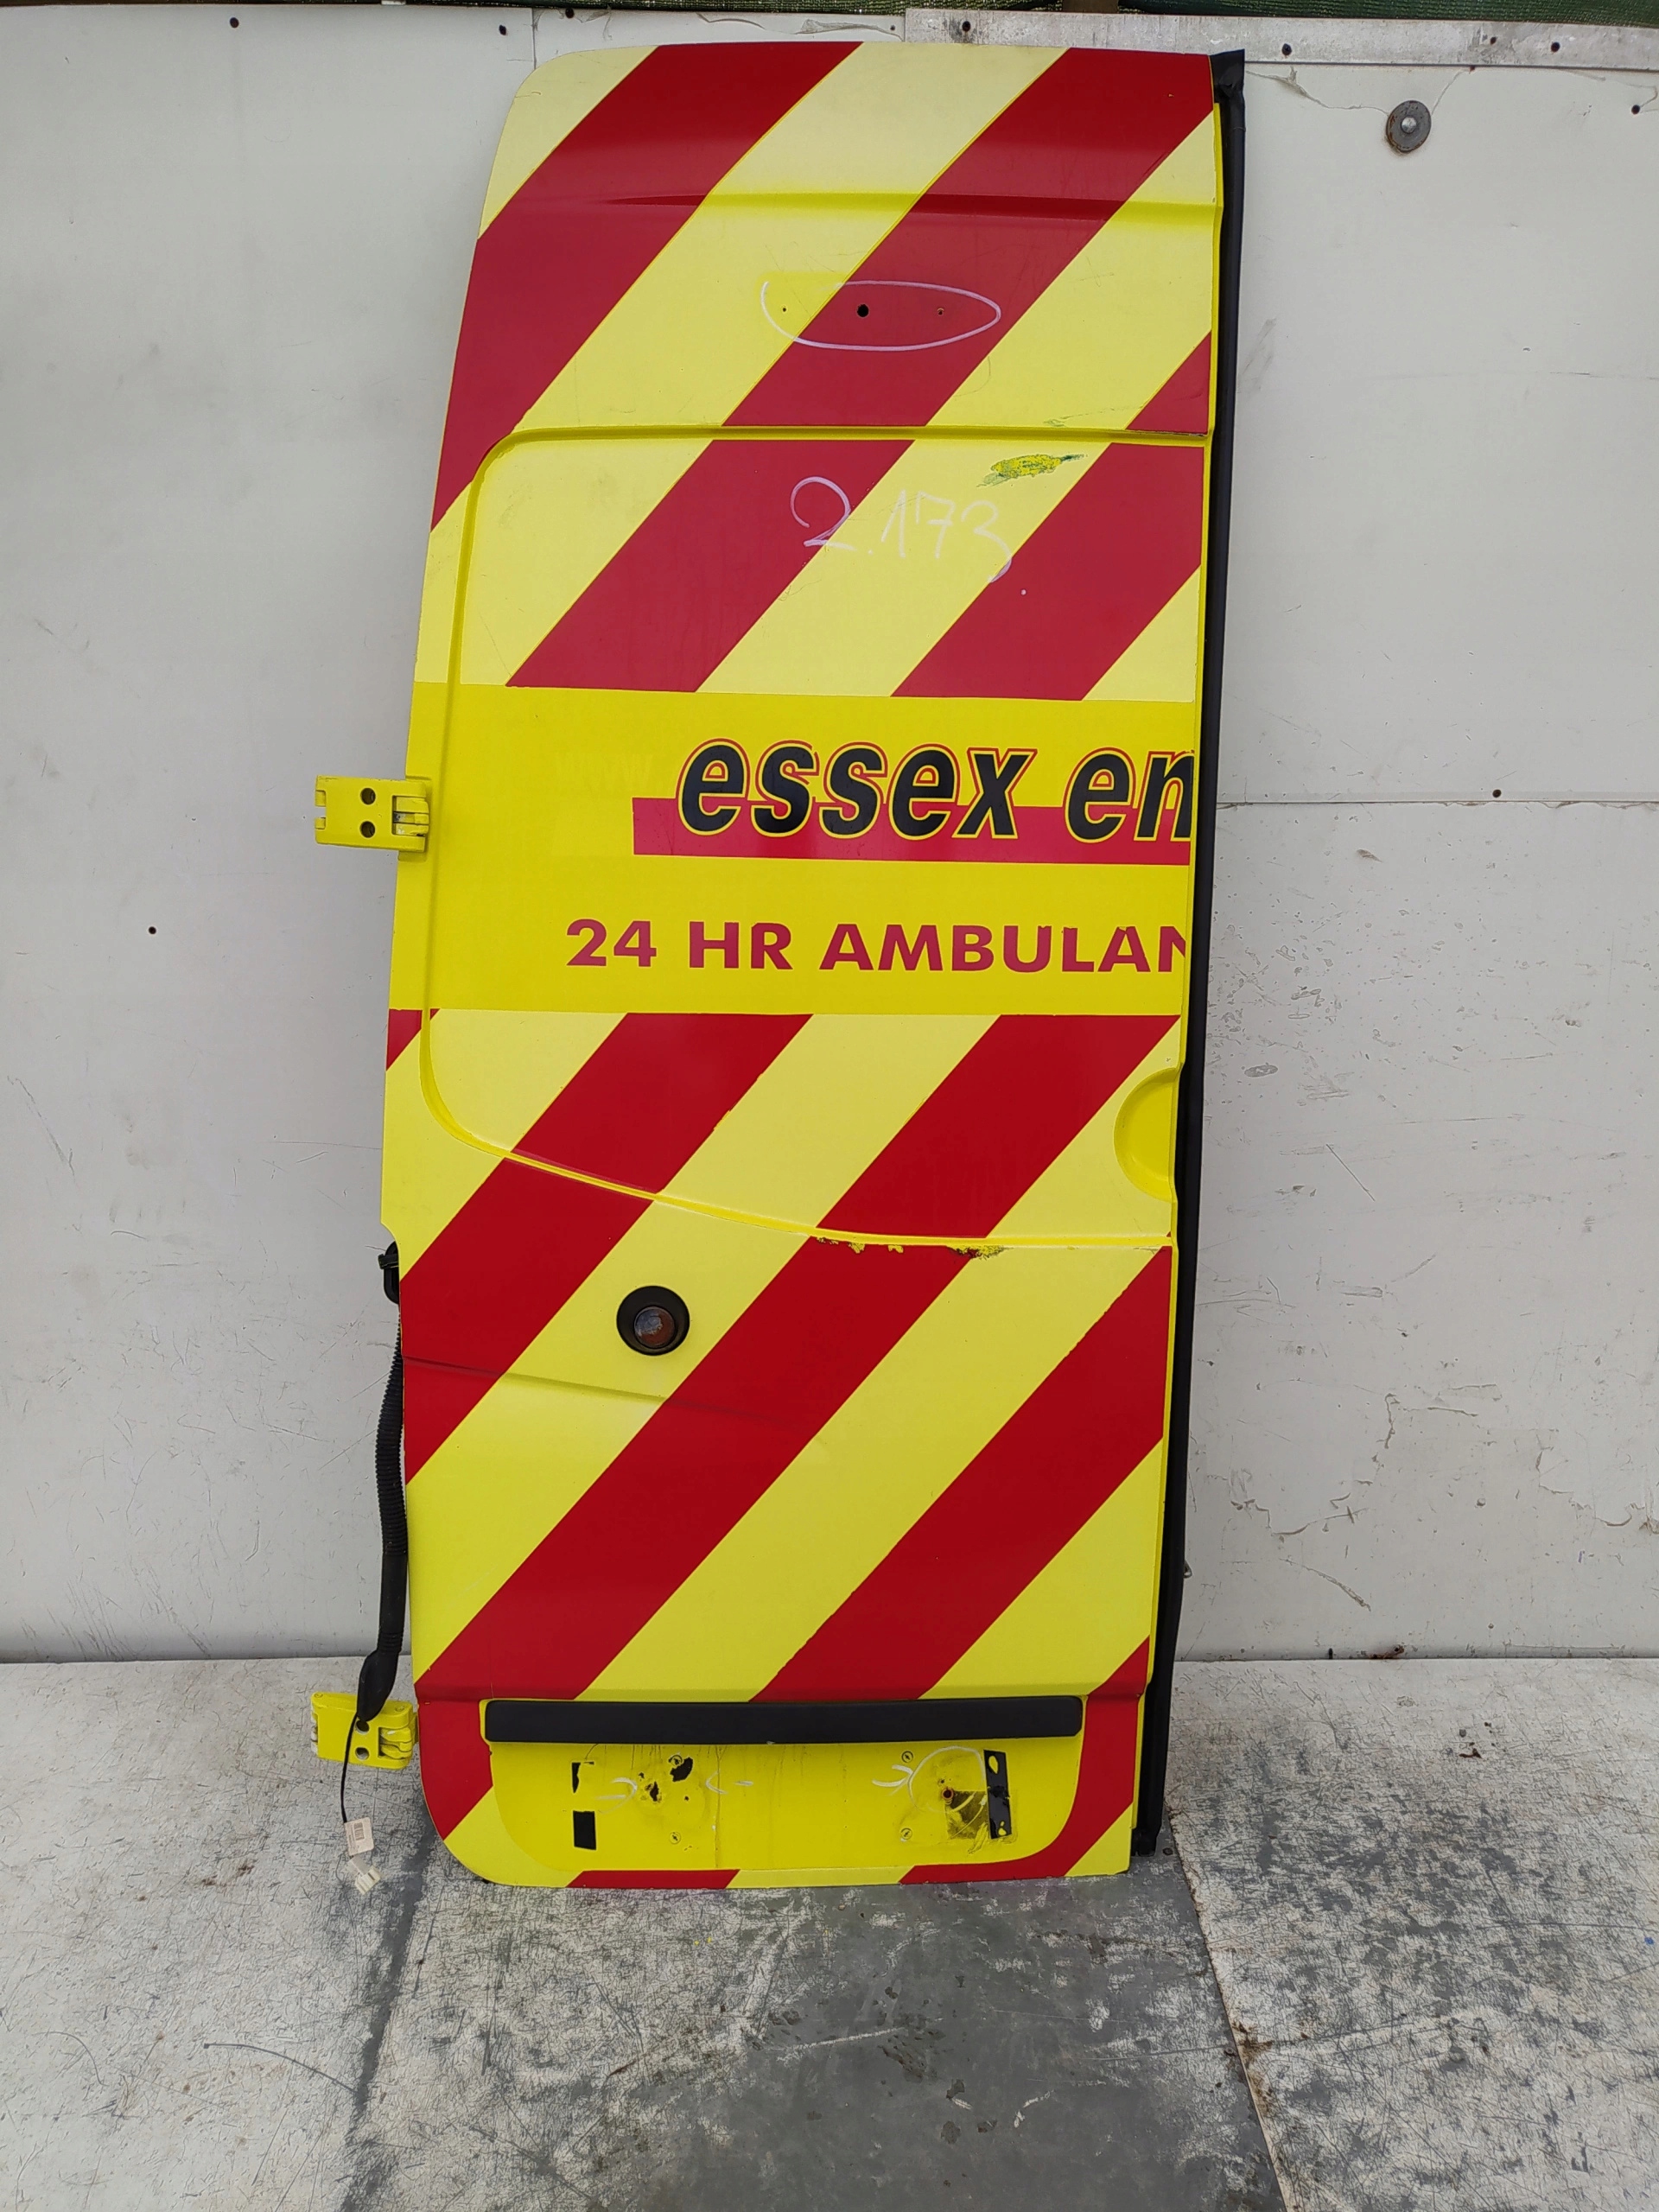 2.173
essex en
24 HR AMBULAN